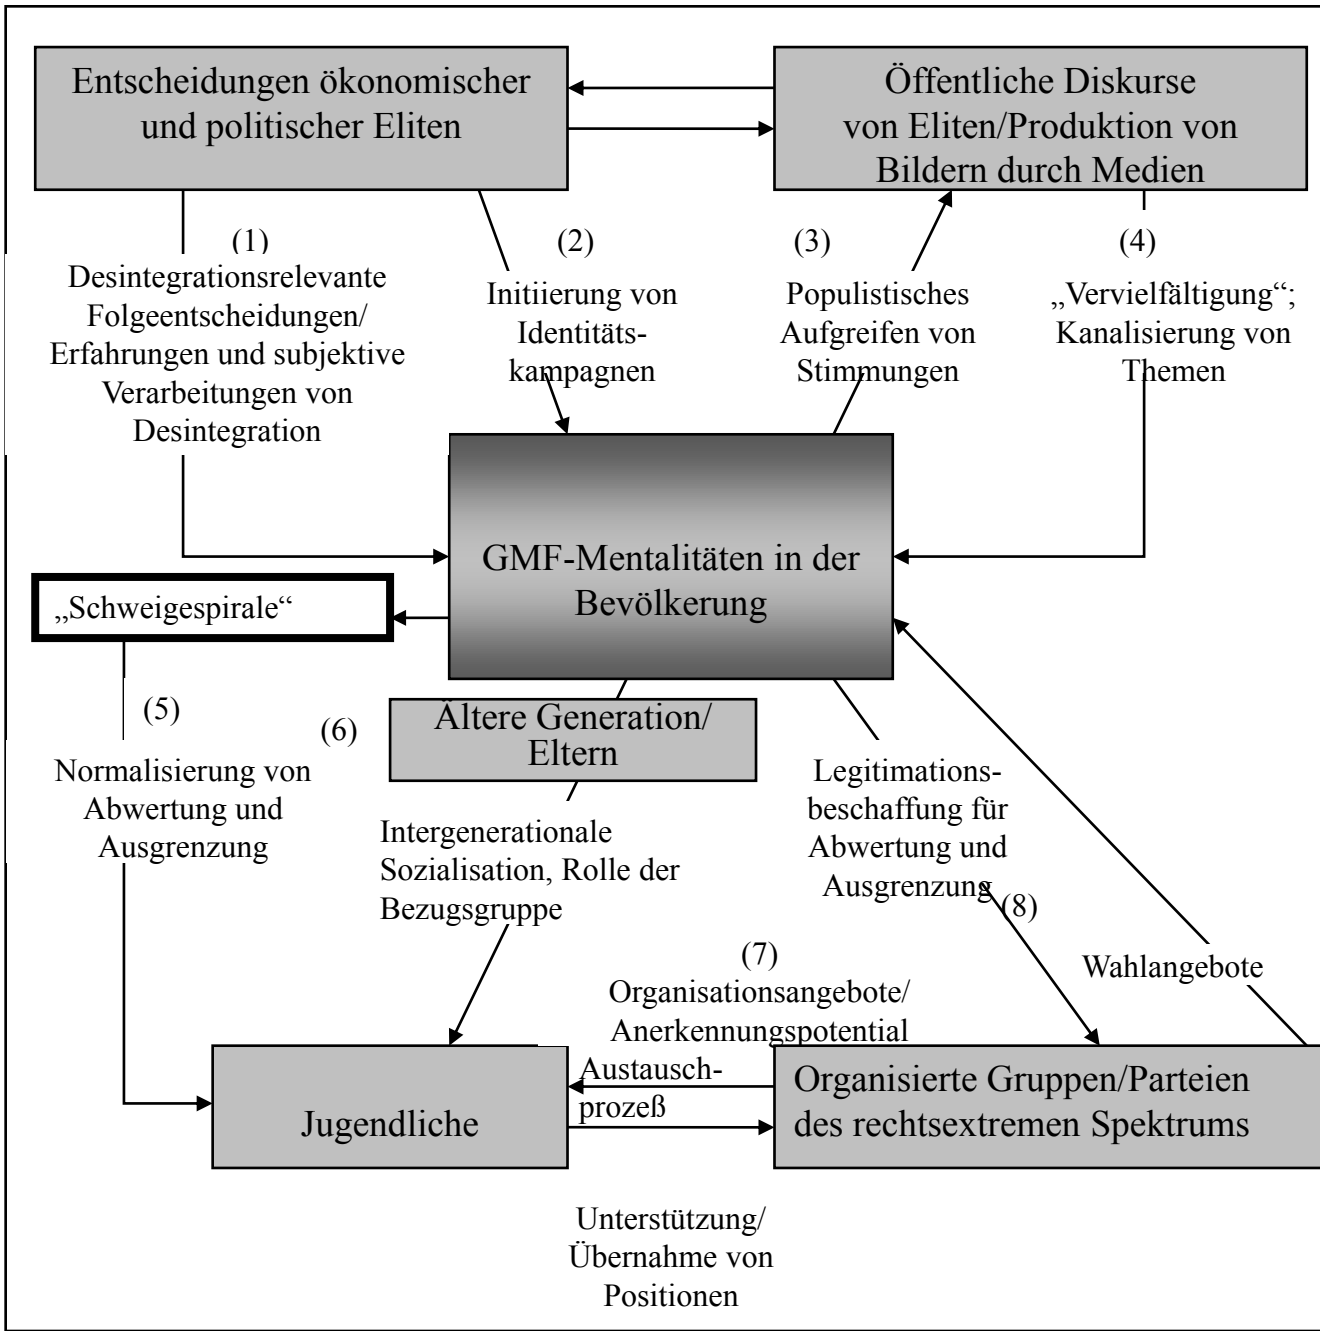 Entscheidungen ökonomischer
und politischer Eliten
Öffentliche Diskurse
von Eliten/Produktion von
Bildern durch Medien
(1)
Desintegrationsrelevante
Folgeentscheidungen/
Erfahrungen und subjektive
Verarbeitungen von
Desintegration
(2)
Initiierung von
Identitäts-
kampagnen
(3)
Populistisches
Aufgreifen von
Stimmungen
(4)
„Vervielfältigung“;
Kanalisierung von
Themen
GMF-Mentalitäten in der
Bevölkerung
„Schweigespirale“
(5)
Normalisierung von
Abwertung und
Ausgrenzung
(6)
Ältere Generation/
Eltern
Intergenerationale
Sozialisation, Rolle der
Bezugsgruppe
Legitimations-
beschaffung für
Abwertung und
Ausgrenzung
(8)
Wahlangebote
(7)
Organisationsangebote/
Anerkennungspotential
Austausch-
prozeß
Jugendliche
Organisierte Gruppen/Parteien
des rechtsextremen Spektrums
Unterstützung/
Übernahme von
Positionen